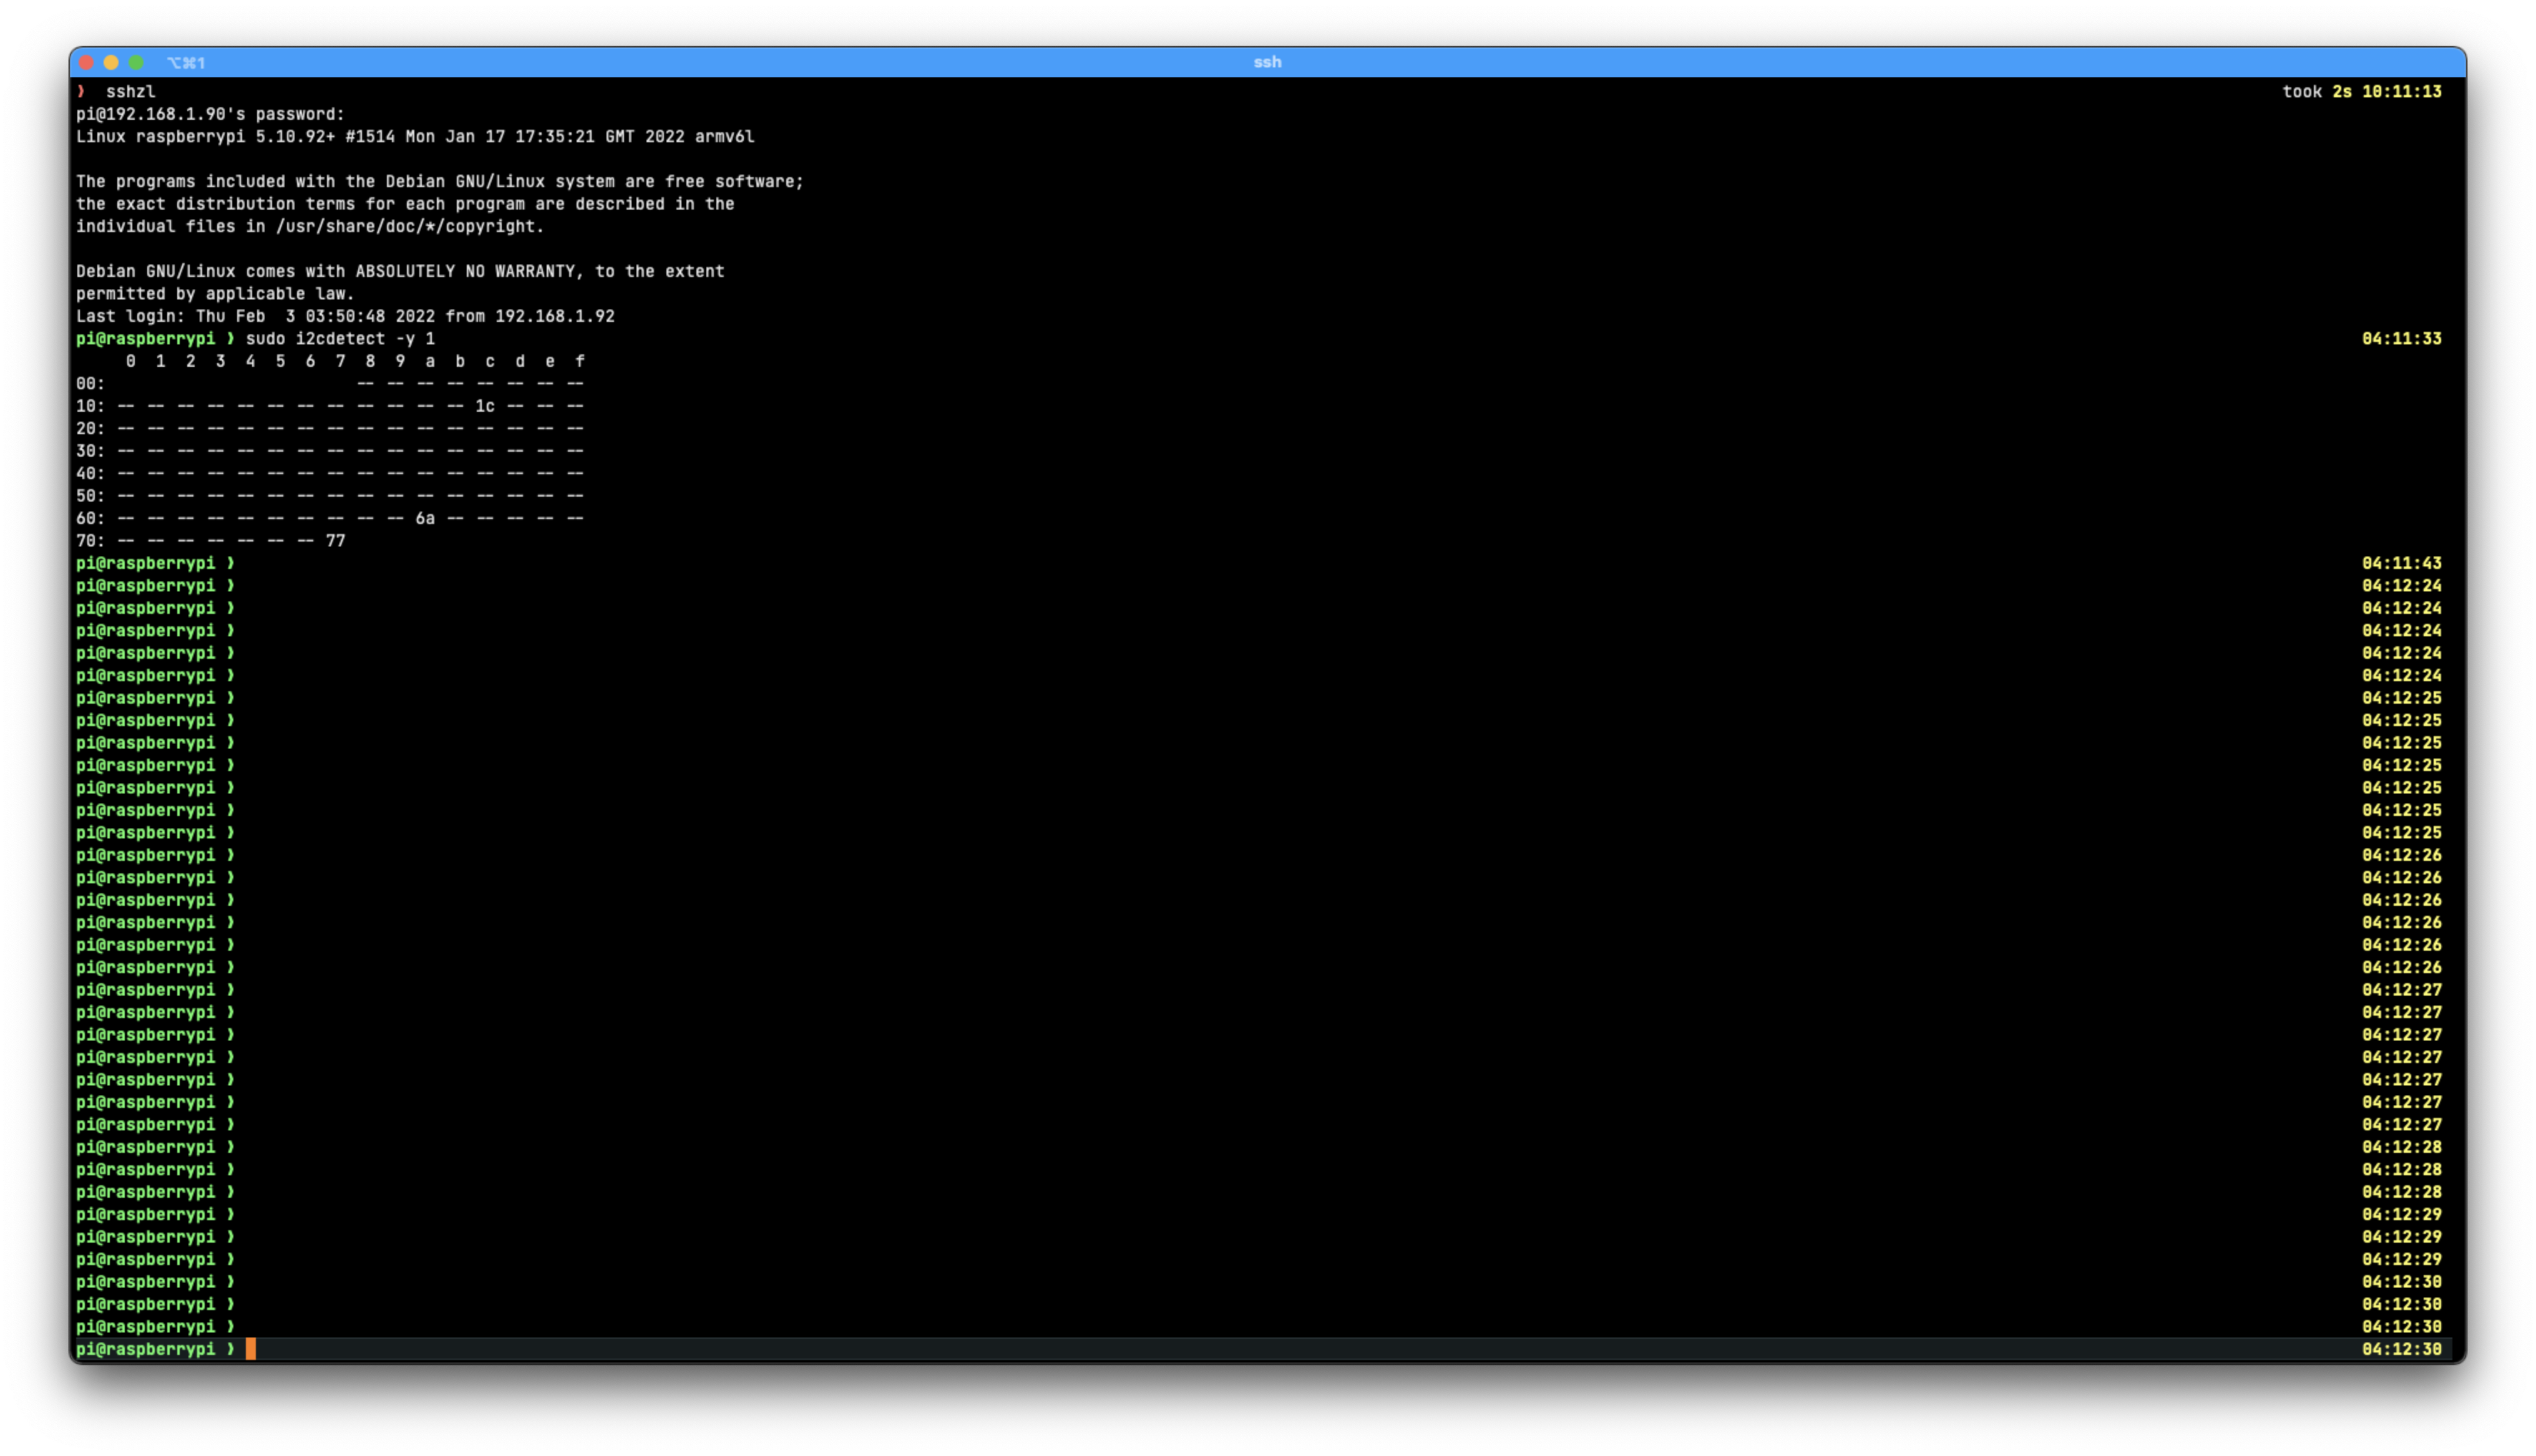 ⌥⌘1 ssh
❯ sshzl took 2s 10:11:13
pi@192.168.1.90's password:
Linux raspberrypi 5.10.92+ #1514 Mon Jan 17 17:35:21 GMT 2022 armv6l
The programs included with the Debian GNU/Linux system are free software;
the exact distribution terms for each program are described in the
individual files in /usr/share/doc/*/copyright.
Debian GNU/Linux comes with ABSOLUTELY NO WARRANTY, to the extent
permitted by applicable law.
Last login: Thu Feb  3 03:50:48 2022 from 192.168.1.92
pi@raspberrypi ❯ sudo i2cdetect -y 1 04:11:33
     0  1  2  3  4  5  6  7  8  9  a  b  c  d  e  f
00:                         -- -- -- -- -- -- -- --
10: -- -- -- -- -- -- -- -- -- -- -- -- 1c -- -- --
20: -- -- -- -- -- -- -- -- -- -- -- -- -- -- -- --
30: -- -- -- -- -- -- -- -- -- -- -- -- -- -- -- --
40: -- -- -- -- -- -- -- -- -- -- -- -- -- -- -- --
50: -- -- -- -- -- -- -- -- -- -- -- -- -- -- -- --
60: -- -- -- -- -- -- -- -- -- -- 6a -- -- -- -- --
70: -- -- -- -- -- -- -- 77
pi@raspberrypi ❯ 04:11:43
pi@raspberrypi ❯ 04:12:24
pi@raspberrypi ❯ 04:12:24
pi@raspberrypi ❯ 04:12:24
pi@raspberrypi ❯ 04:12:24
pi@raspberrypi ❯ 04:12:24
pi@raspberrypi ❯ 04:12:25
pi@raspberrypi ❯ 04:12:25
pi@raspberrypi ❯ 04:12:25
pi@raspberrypi ❯ 04:12:25
pi@raspberrypi ❯ 04:12:25
pi@raspberrypi ❯ 04:12:25
pi@raspberrypi ❯ 04:12:25
pi@raspberrypi ❯ 04:12:26
pi@raspberrypi ❯ 04:12:26
pi@raspberrypi ❯ 04:12:26
pi@raspberrypi ❯ 04:12:26
pi@raspberrypi ❯ 04:12:26
pi@raspberrypi ❯ 04:12:26
pi@raspberrypi ❯ 04:12:27
pi@raspberrypi ❯ 04:12:27
pi@raspberrypi ❯ 04:12:27
pi@raspberrypi ❯ 04:12:27
pi@raspberrypi ❯ 04:12:27
pi@raspberrypi ❯ 04:12:27
pi@raspberrypi ❯ 04:12:27
pi@raspberrypi ❯ 04:12:28
pi@raspberrypi ❯ 04:12:28
pi@raspberrypi ❯ 04:12:28
pi@raspberrypi ❯ 04:12:29
pi@raspberrypi ❯ 04:12:29
pi@raspberrypi ❯ 04:12:29
pi@raspberrypi ❯ 04:12:30
pi@raspberrypi ❯ 04:12:30
pi@raspberrypi ❯ 04:12:30
pi@raspberrypi ❯ 04:12:30